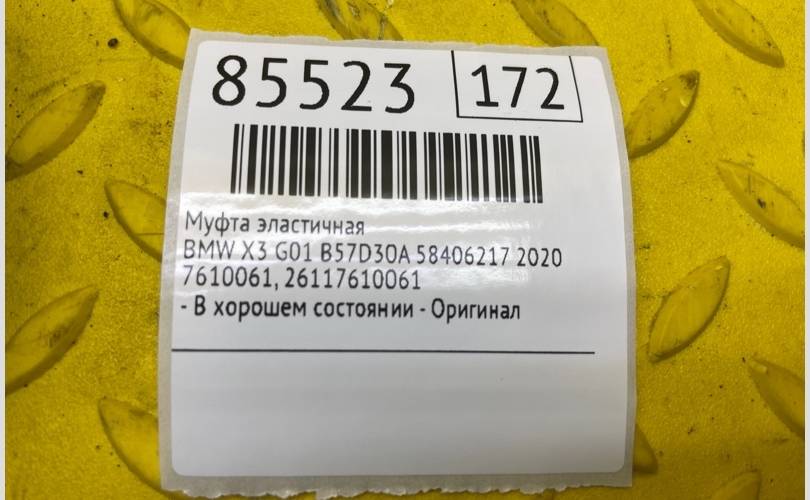 85523 172
Муфта эластичная
BMW X3 G01 B57D30A 58406217 2020
7610061, 26117610061
- В хорошем состоянии - Оригинал